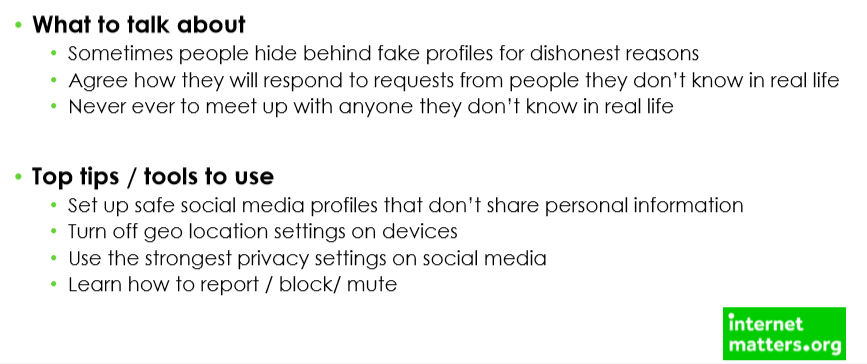 • What to talk about
• Sometimes people hide behind fake profiles for dishonest reasons
• Agree how they will respond to requests from people they don't know in real life
• Never ever to meet up with anyone they don't know in real life
• Top tips / tools to use
• Set up safe social media profiles that don't share personal information
• Turn off geo location settings on devices
• Use the strongest privacy settings on social media
• Learn how to report / block/ mute
internet
matters.org